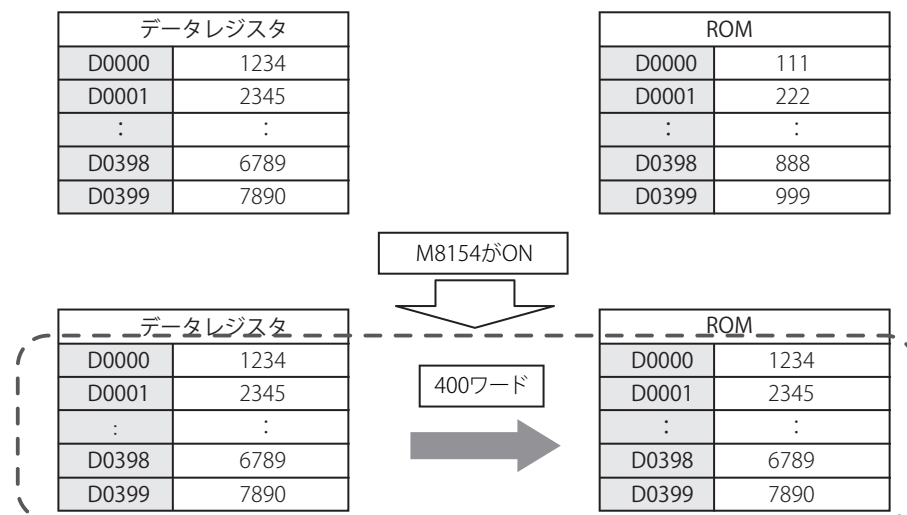 データレジスタ
D0000 1234
D0001 2345
: :
D0398 6789
D0399 7890
ROM
D0000 111
D0001 222
: :
D0398 888
D0399 999
M8154がON
データレジスタ
D0000 1234
D0001 2345
: :
D0398 6789
D0399 7890
400ワード
ROM
D0000 1234
D0001 2345
: :
D0398 6789
D0399 7890